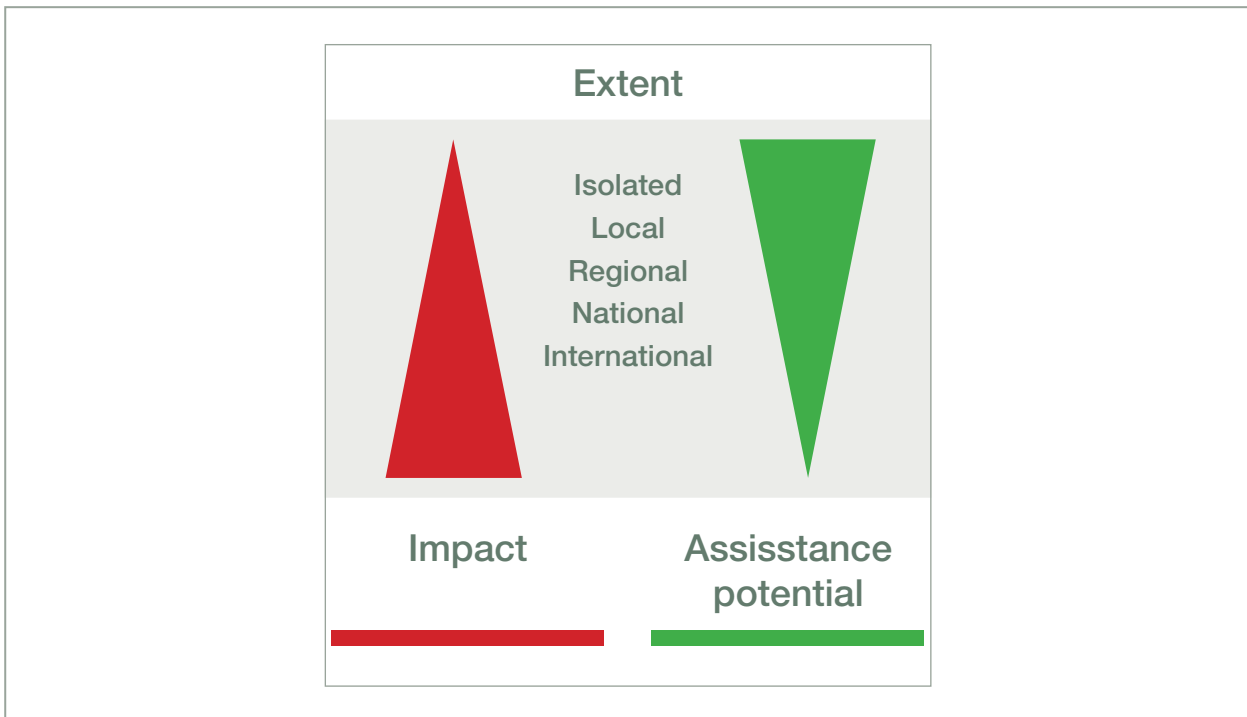 Extent
Isolated
Local
Regional
National
International
Impact
Assisstance
potential